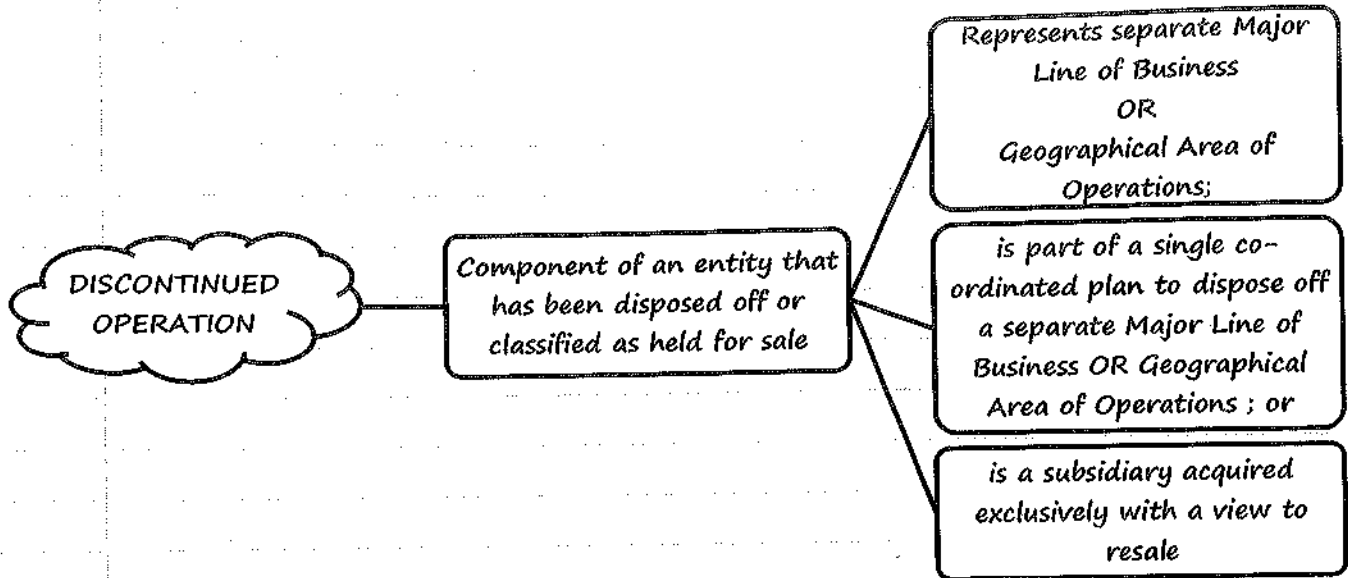 DISCONTINUED
OPERATION
Component of an entity that
has been disposed off or
classified as held for sale
Represents separate Major
Line of Business
OR
Geographical Area of
Operations;
is part of a single co-
ordinated plan to dispose off
a separate Major Line of
Business OR Geographical
Area of Operations ; or
is a subsidiary acquired
exclusively with a view to
resale